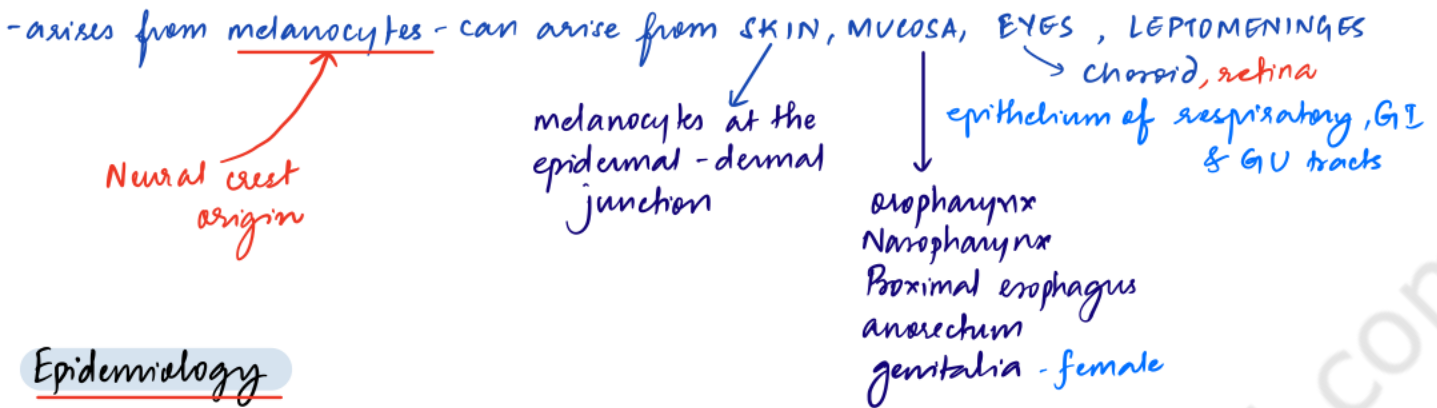 -arises from melanocytes - can arise from SKIN, MUCOSA, EYES, LEPTOMENINGES
choroid, retina
melanocytes at the
epidermal - dermal
junction
epithelium of respiratory, GI
& GU tracts
Neural crest
origin
oropharynx
Nasopharynx
Proximal esophagus
anorectum
genitalia - female
Epidemiology